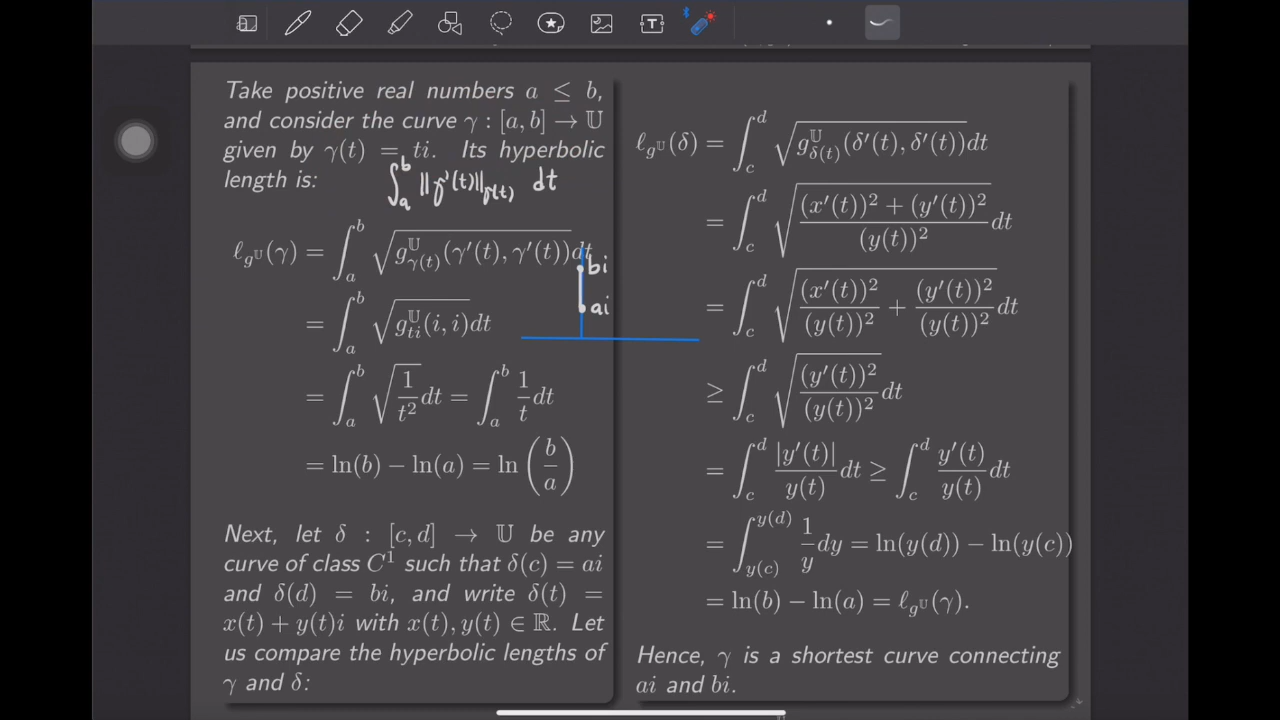 Take positive real numbers a ≤ b,
and consider the curve γ : [a, b] → 𝕌
given by γ(t) = ti. Its hyperbolic
length is:
∫_a^b ||γ'(t)||_γ(t) dt
ℓ_{g^𝕌}(γ) = ∫_a^b √(g^𝕌_{γ(t)}(γ′(t), γ′(t))) dt
bi
ai
= ∫_a^b √(g^𝕌_{ti}(i, i)) dt
= ∫_a^b √(1/t²) dt = ∫_a^b 1/t dt
= ln(b) − ln(a) = ln(b/a)
Next, let δ : [c, d] → 𝕌 be any
curve of class C¹ such that δ(c) = ai
and δ(d) = bi, and write δ(t) =
x(t) + y(t)i with x(t), y(t) ∈ ℝ. Let
us compare the hyperbolic lengths of
γ and δ:
ℓ_{g^𝕌}(δ) = ∫_c^d √(g^𝕌_{δ(t)}(δ′(t), δ′(t))) dt
= ∫_c^d √(((x′(t))² + (y′(t))²)/(y(t))²) dt
= ∫_c^d √((x′(t))²/(y(t))² + (y′(t))²/(y(t))²) dt
≥ ∫_c^d √((y′(t))²/(y(t))²) dt
= ∫_c^d |y′(t)|/y(t) dt ≥ ∫_c^d y′(t)/y(t) dt
= ∫_{y(c)}^{y(d)} 1/y dy = ln(y(d)) − ln(y(c))
= ln(b) − ln(a) = ℓ_{g^𝕌}(γ).
Hence, γ is a shortest curve connecting
ai and bi.